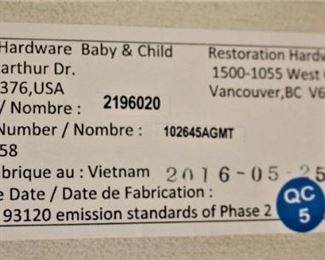 Hardware Baby & Child
arthur Dr.
376,USA
/ Nombre : 2196020
Number / Nombre : 102645AGMT
58
abrique au : Vietnam 2016-05-25
e Date / Date de Fabrication :
93120 emission standards of Phase 2
Restoration Hardw
1500-1055 West
Vancouver,BC V6
QC
5